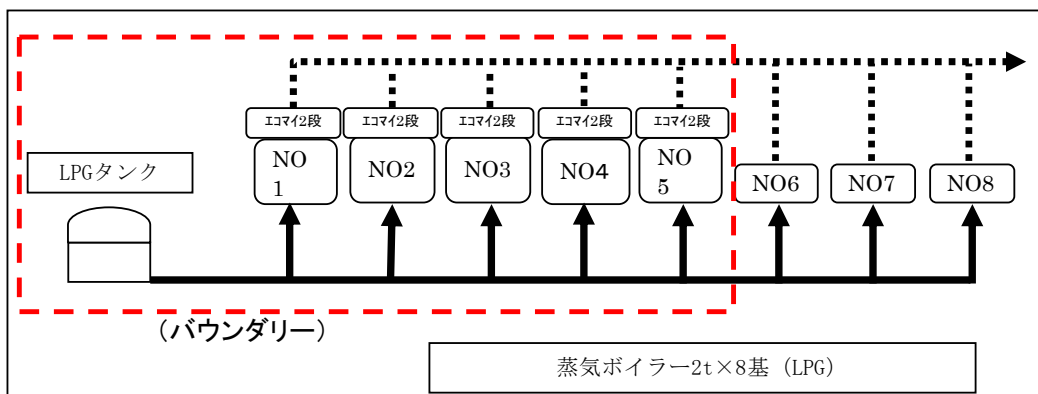 エコマイ2段 エコマイ2段 エコマイ2段 エコマイ2段 エコマイ2段
LPGタンク
NO
1
NO2
NO3
NO4
NO
5
NO6
NO7
NO8
(バウンダリー)
蒸気ボイラー2t×8基 (LPG)